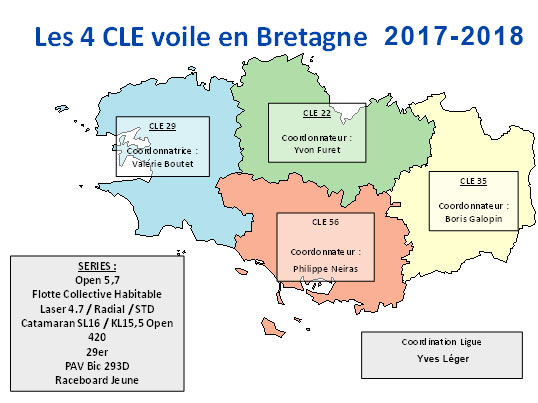 Les 4 CLE voile en Bretagne 2017-2018
CLE 29
Coordonnatrice :
Valérie Boutet
CLE 22
Coordonnateur :
Yvon Furet
CLE 35
Coordonnateur :
Boris Galopin
CLE 56
Coordonnateur :
Philippe Neiras
SERIES :
Open 5,7
Flotte Collective Habitable
Laser 4.7 / Radial / STD
Catamaran SL16 / KL15,5 Open
420
29er
PAV Bic 293D
Raceboard Jeune
Coordination Ligue
Yves Léger